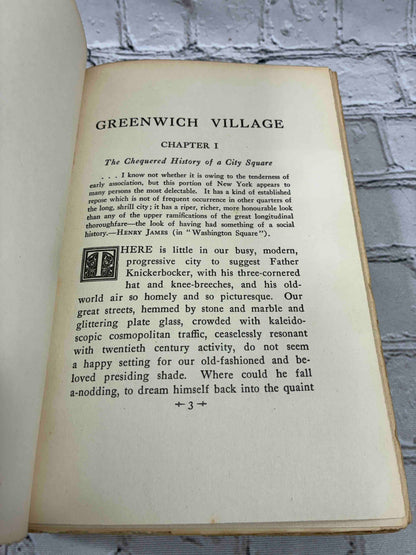 GREENWICH VILLAGE
CHAPTER I
The Chequered History of a City Square
. . . I know not whether it is owing to the tenderness of
early association, but this portion of New York appears to
many persons the most delectable. It has a kind of established
repose which is not of frequent occurrence in other quarters of
the long, shrill city; it has a riper, richer, more honourable look
than any of the upper ramifications of the great longitudinal
thoroughfare—the look of having had something of a social
history.—HENRY JAMES (in "Washington Square").
THERE is little in our busy, modern,
progressive city to suggest Father
Knickerbocker, with his three-cornered
hat and knee-breeches, and his old-
world air so homely and so picturesque. Our
great streets, hemmed by stone and marble and
glittering plate glass, crowded with kaleido-
scopic cosmopolitan traffic, ceaselessly resonant
with twentieth century activity, do not seem
a happy setting for our old-fashioned and be-
loved presiding shade. Where could he fall
a-nodding, to dream himself back into the quaint
3